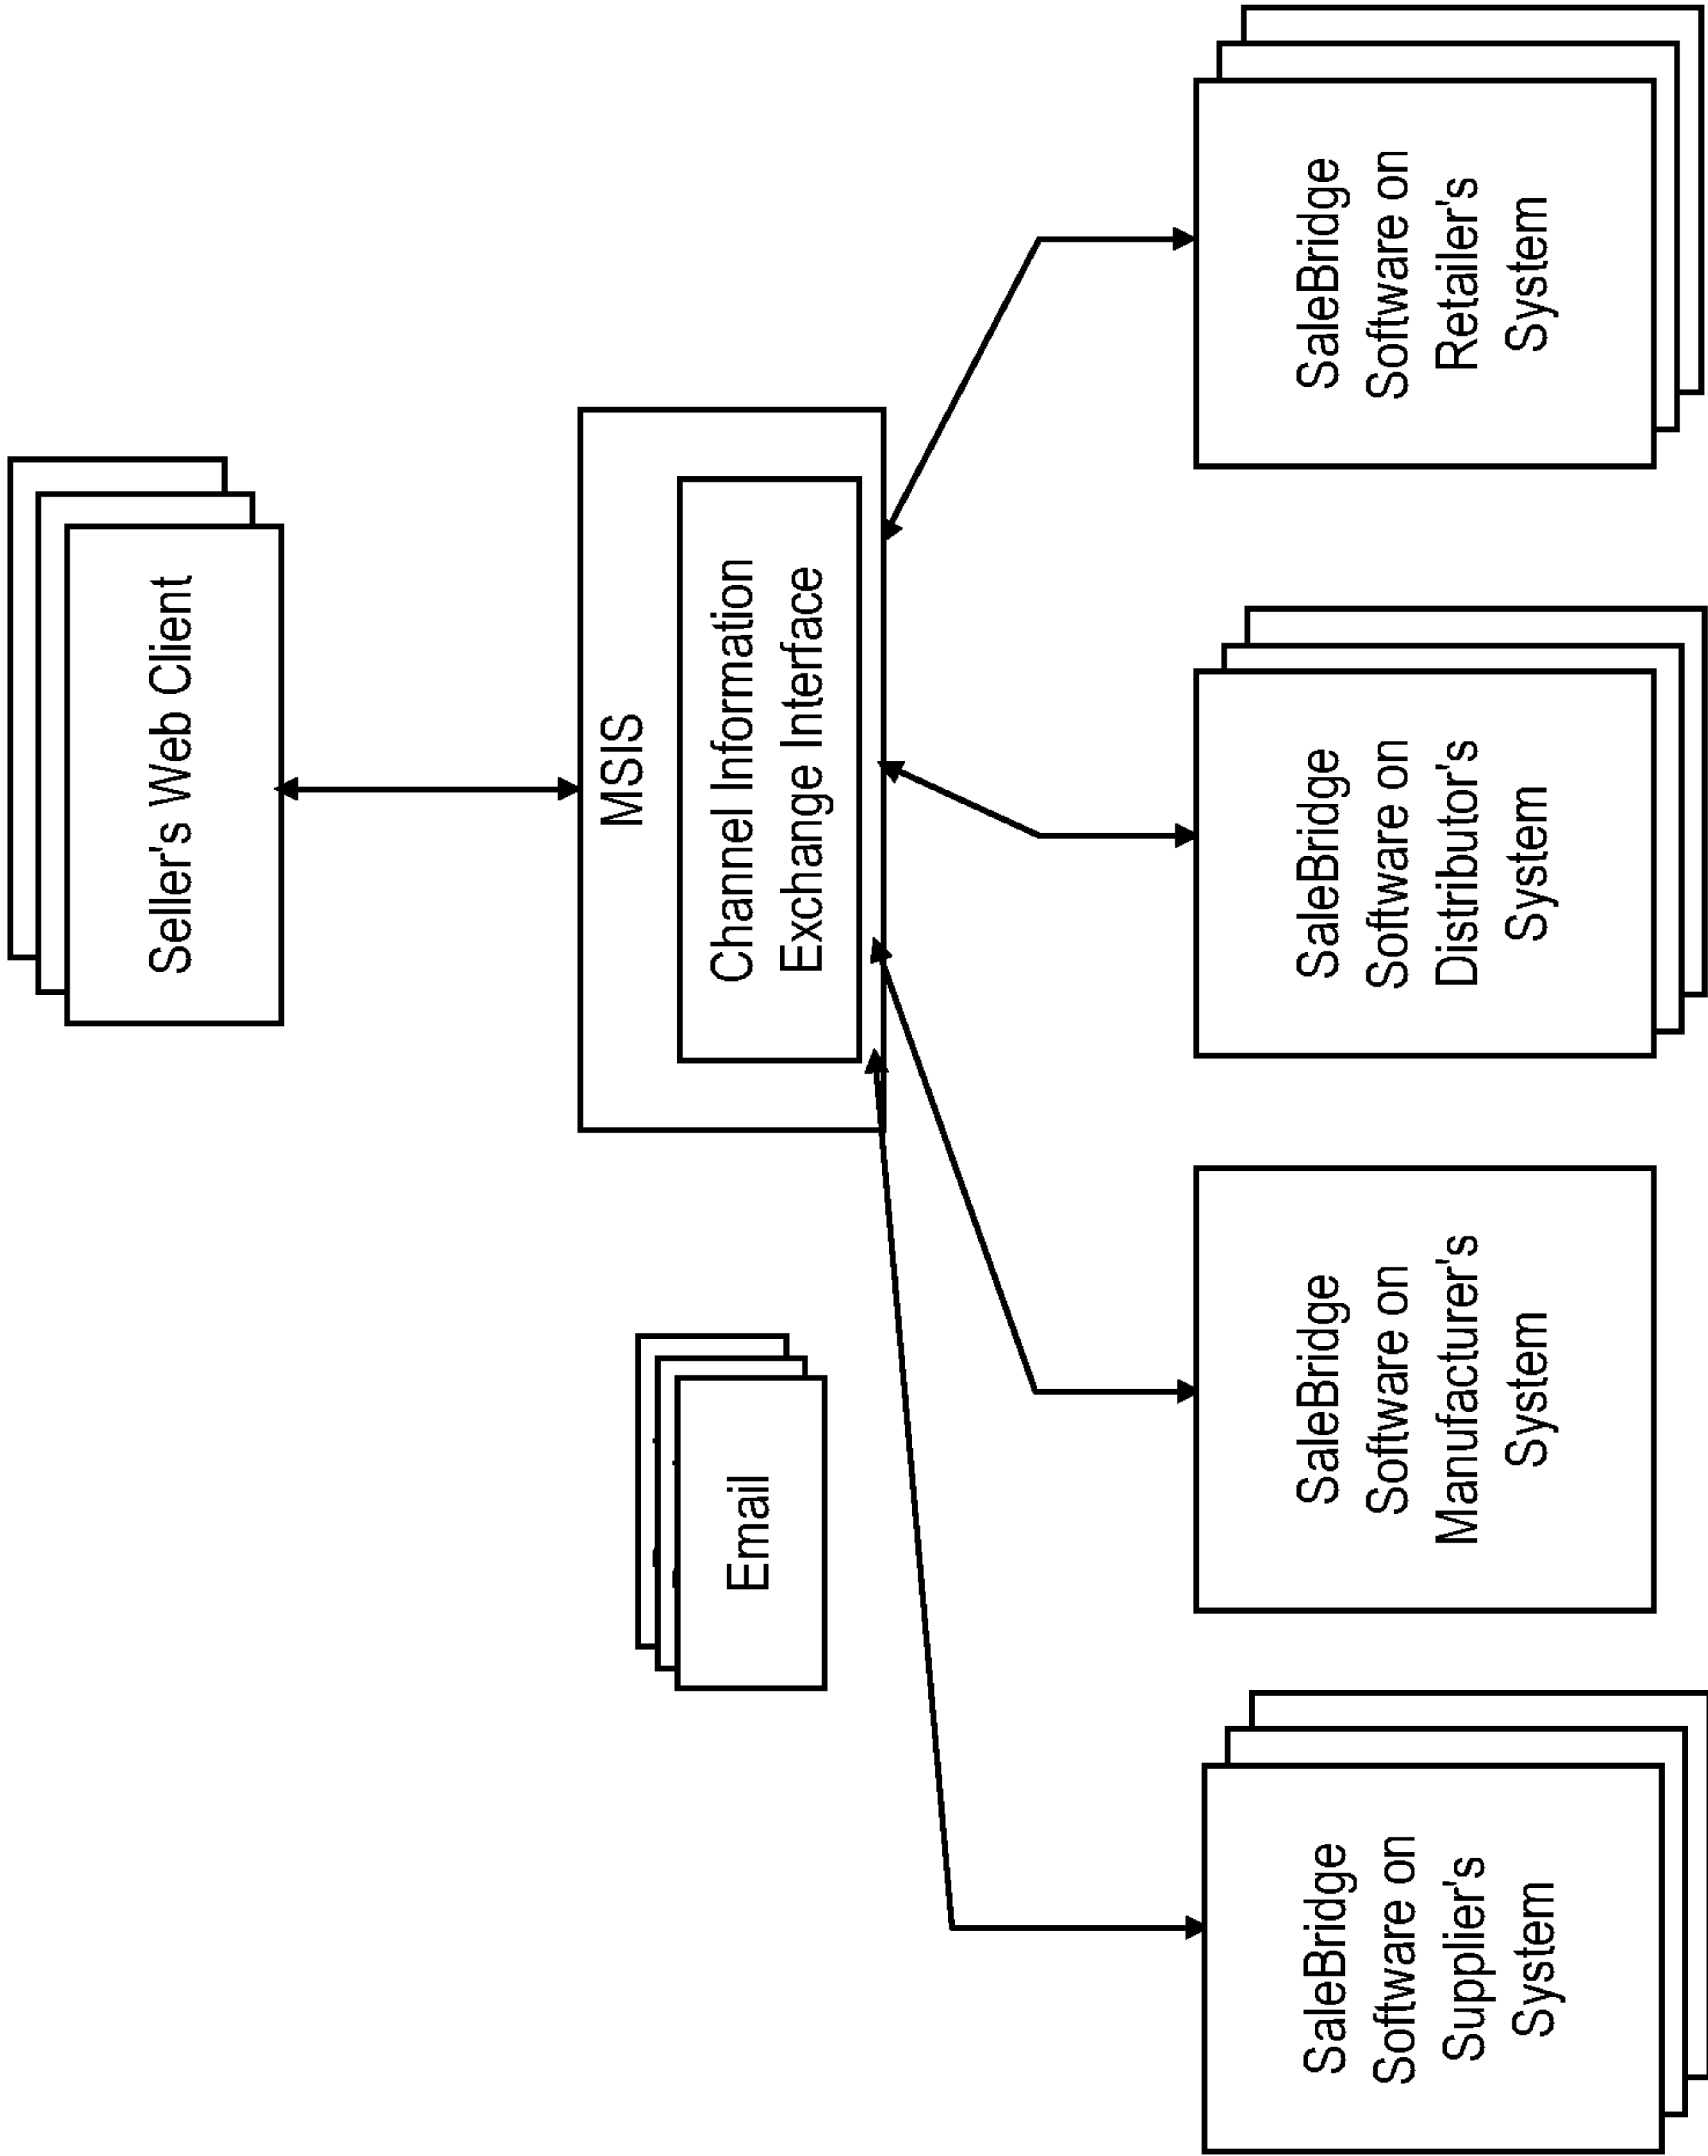 Seller's Web Client
MSIS
Channel Information
Exchange Interface
Email
SaleBridge
Software on
Supplier's
System
SaleBridge
Software on
Manufacturer's
System
SaleBridge
Software on
Distributor's
System
SaleBridge
Software on
Retailer's
System